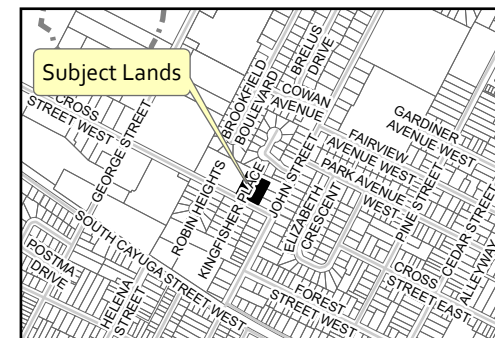 Subject Lands
CROSS
STREET WEST
GEORGE STREET
BROOKFIELD
BOULEVARD
BRELUS
DRIVE
COWAN
AVENUE
GARDINER
AVENUE WEST
FAIRVIEW
AVENUE WEST
PARK AVENUE
WEST
JOHN STREET
KINGFISHER PLACE
ROBIN HEIGHTS
ELIZABETH
CRESCENT
PINE STREET
CEDAR STREET
ALLEYWAY
CROSS
STREET EAST
SOUTH CAYUGA STREET WEST
POSTMA
DRIVE
HELENA
STREET
FOREST
STREET WEST